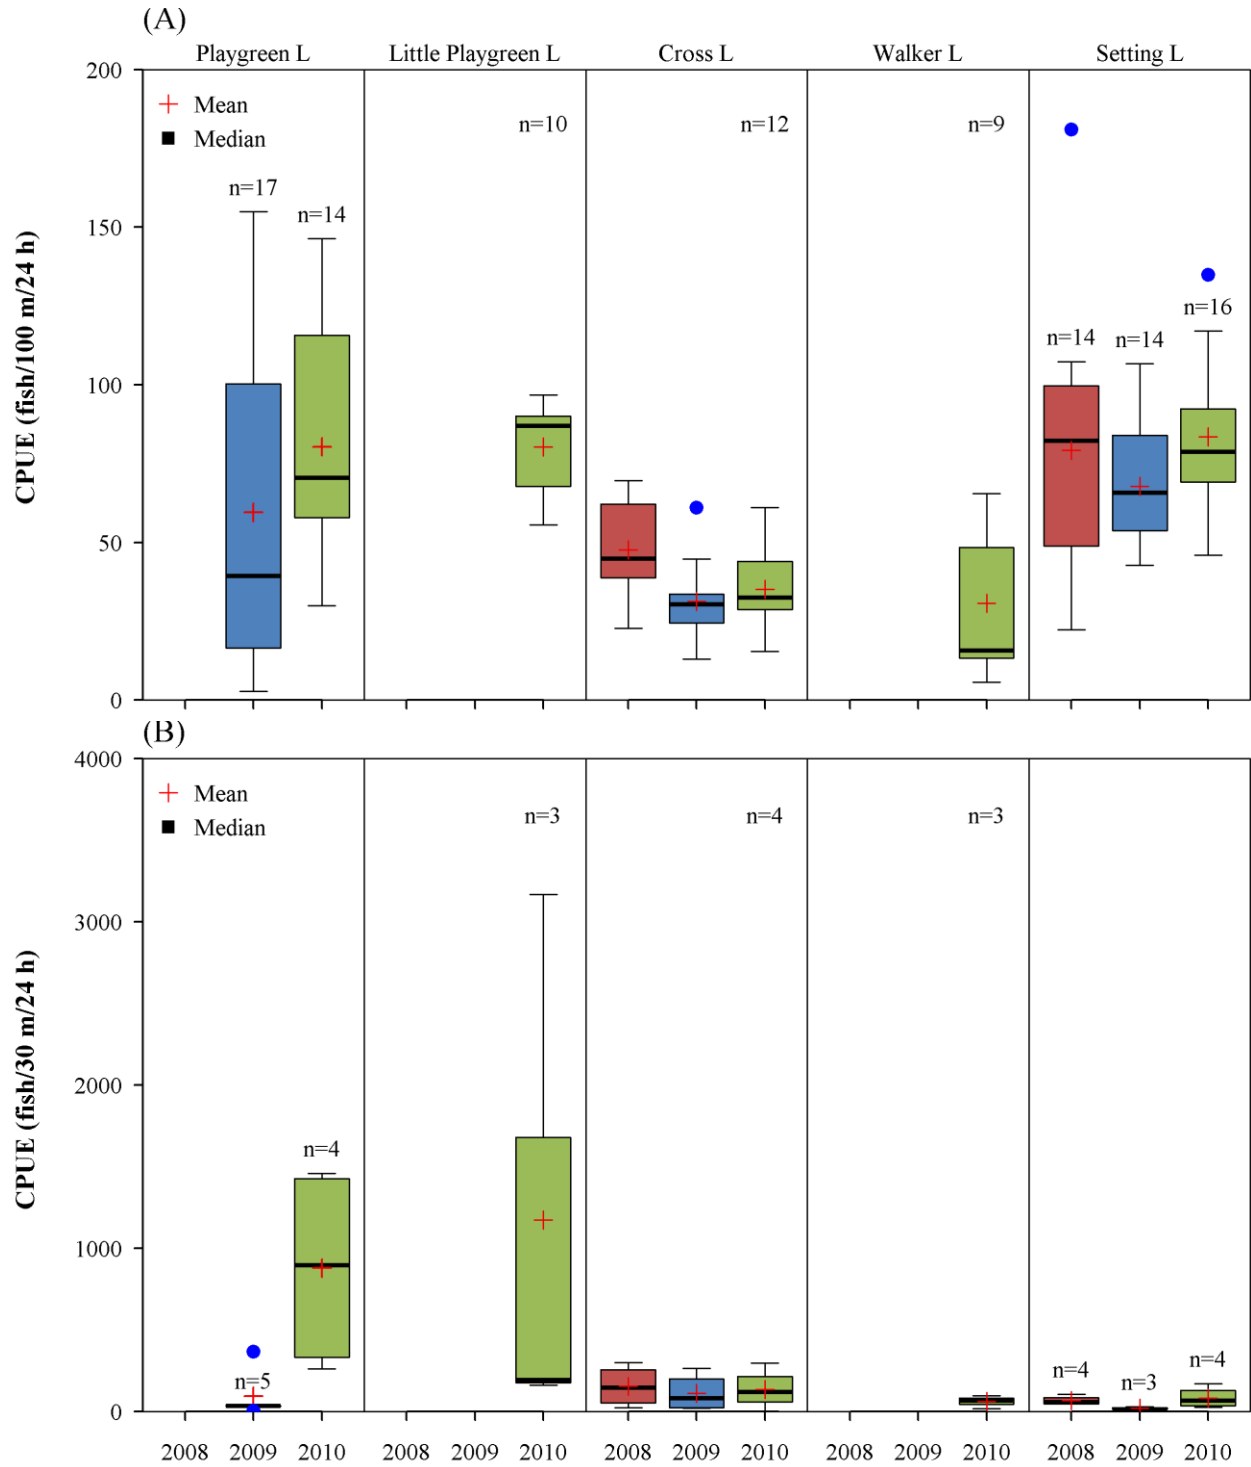 (A)
Playgreen L Little Playgreen L Cross L Walker L Setting L
200
Mean
Median
n=10 n=12 n=9
n=17
n=14
150
n=16
n=14 n=14
100
50
0
CPUE (fish/100 m/24 h)
(B)
4000
Mean
Median
n=3 n=4 n=3
3000
2000
n=4
1000
n=5
n=4 n=3 n=4
0
CPUE (fish/30 m/24 h)
2008 2009 2010 2008 2009 2010 2008 2009 2010 2008 2009 2010 2008 2009 2010